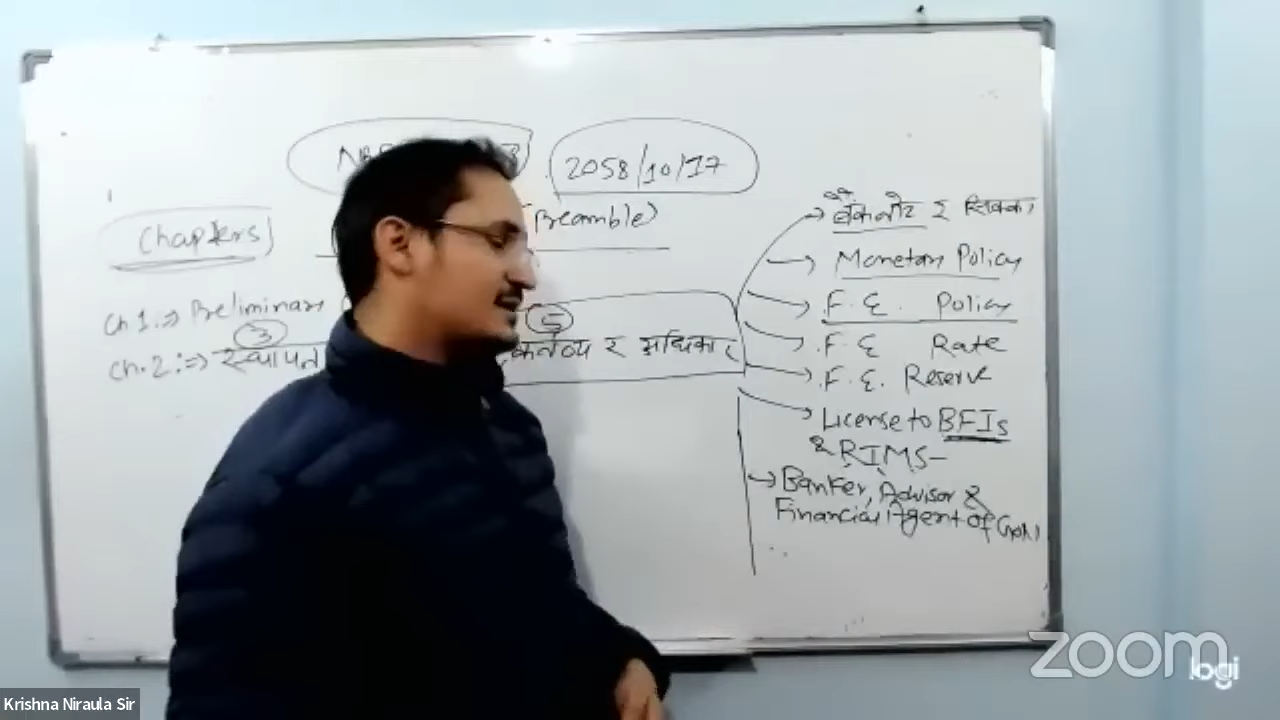 2058/10/17
(Preamble)
Chapters
Ch 1.⇒ Preliminary
③
Ch.2:⇒ स्थापना
⑤
कर्तव्य र अधिकार
→ बैंकनोट र सिक्का
→ Monetary Policy
→ F.E. Policy
→ F.E Rate
→ F.E. Reserve
→ License to BFIs
& RIMS-
→ Banker, Advisor &
Financial Agent of GoN
Krishna Niraula Sir
zoom
logi